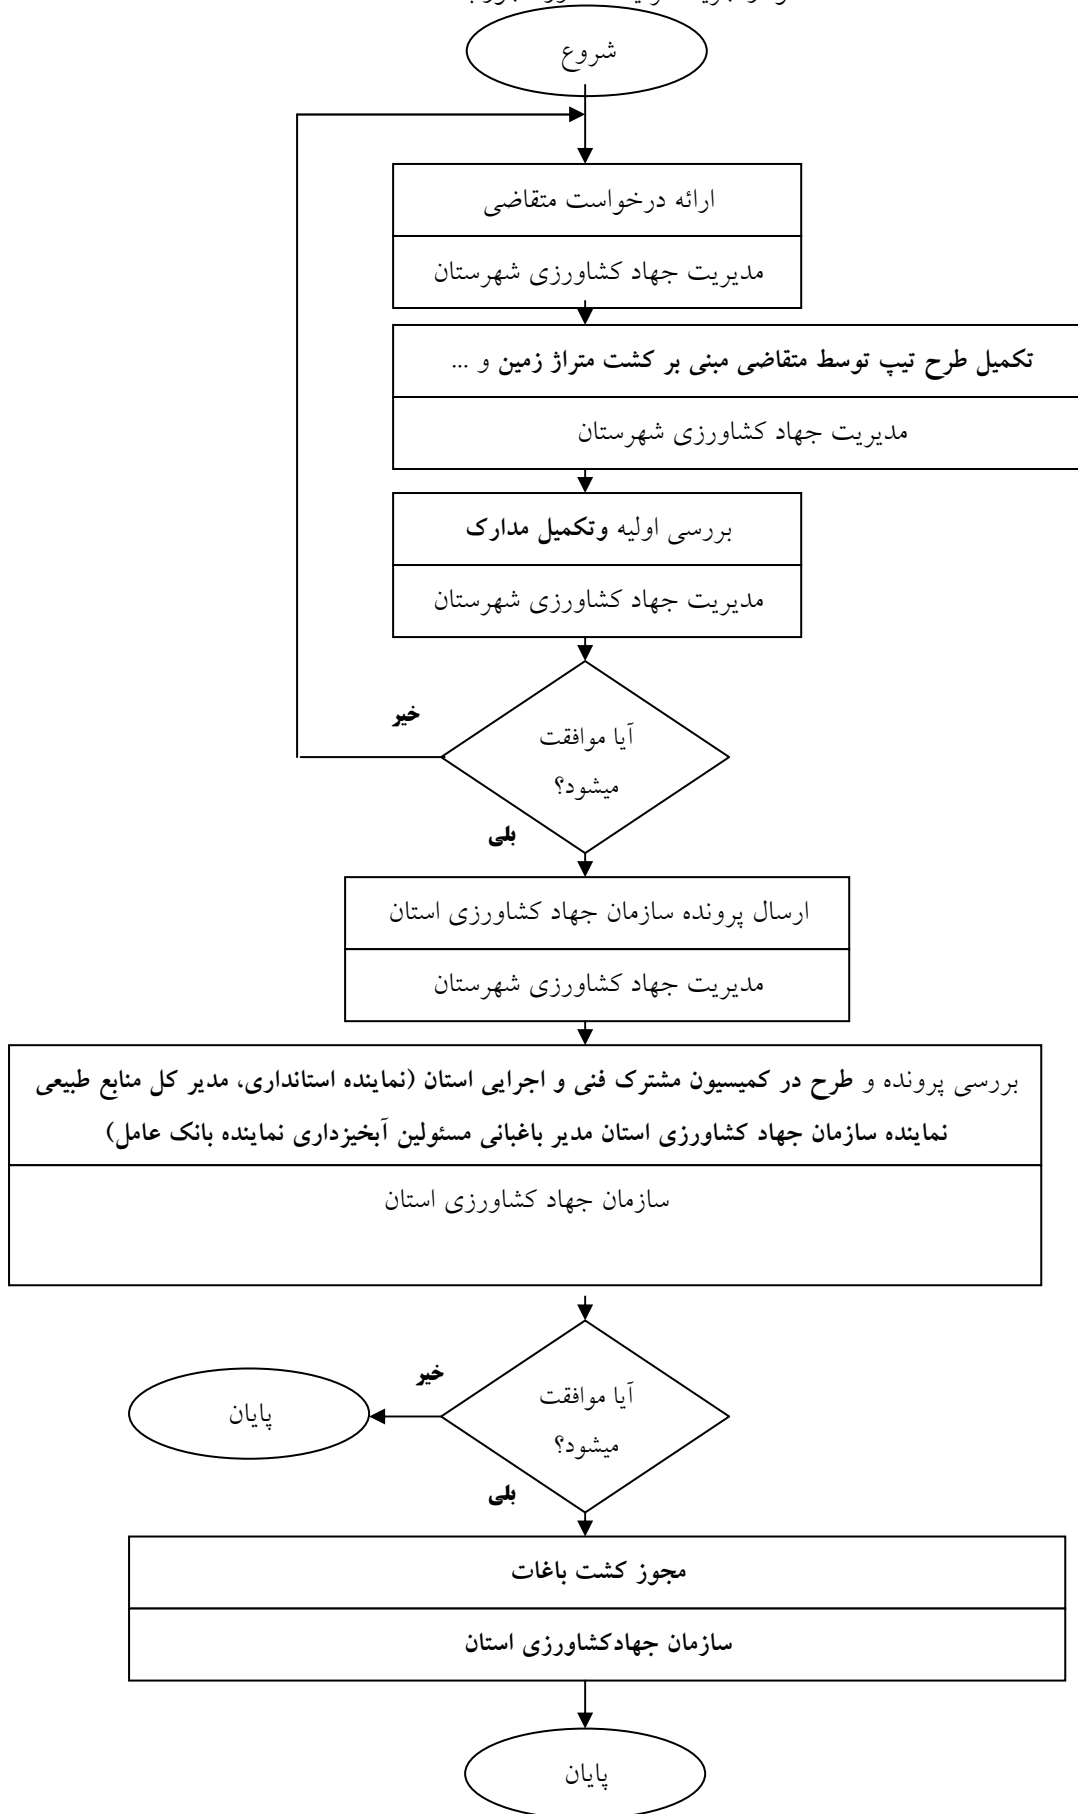 شروع
ارائه درخواست متقاضی
مدیریت جهاد کشاورزی شهرستان
تکمیل طرح تیپ توسط متقاضی مبنی بر کشت متراژ زمین و ...
مدیریت جهاد کشاورزی شهرستان
بررسی اولیه وتکمیل مدارک
مدیریت جهاد کشاورزی شهرستان
خیر
آیا موافقت
میشود؟
بلی
ارسال پرونده سازمان جهاد کشاورزی استان
مدیریت جهاد کشاورزی شهرستان
بررسی پرونده و طرح در کمیسیون مشترک فنی و اجرایی استان (نماینده استانداری، مدیر کل منابع طبیعی
نماینده سازمان جهاد کشاورزی استان مدیر باغبانی مسئولین آبخیزداری نماینده بانک عامل)
سازمان جهاد کشاورزی استان
خیر
آیا موافقت
میشود؟
پایان
بلی
مجوز کشت باغات
سازمان جهادکشاورزی استان
پایان